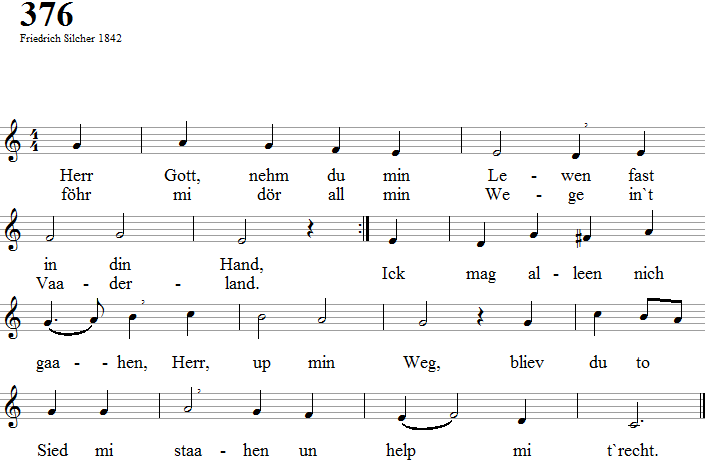 376
Friedrich Silcher 1842
Herr Gott, nehm du min Le - wen fast
föhr mi dör all min We - ge in`t
in din Hand,
Vaa - der - land.
Ick mag al - leen nich
gaa - - hen, Herr, up min Weg, bliev du to
Sied mi staa - hen un help mi t`recht.